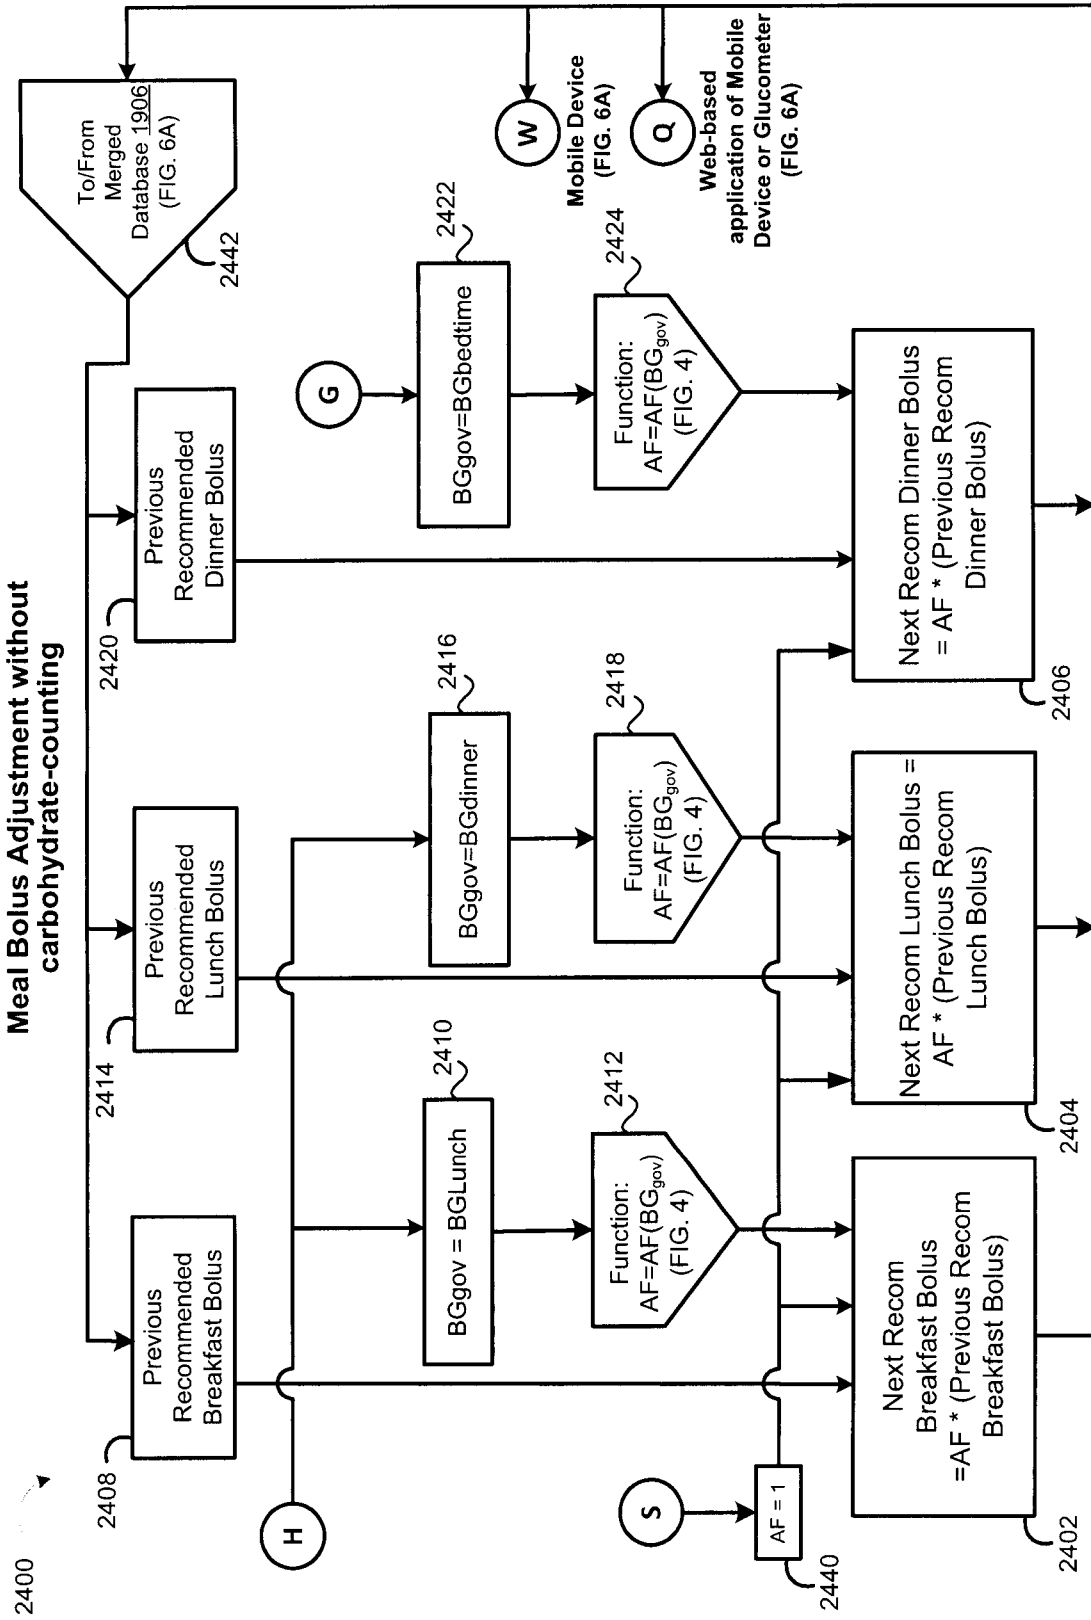 2400
Meal Bolus Adjustment without
carbohydrate-counting
2408
Previous
Recommended
Breakfast Bolus
2414
Previous
Recommended
Lunch Bolus
2420
Previous
Recommended
Dinner Bolus
To/From
Merged
Database 1906
(FIG. 6A)
2442
H
BGgov = BGLunch
2410
BGgov=BGdinner
2416
G
BGgov=BGbedtime
2422
Function:
AF=AF(BGgov)
(FIG. 4)
2412
Function:
AF=AF(BGgov)
(FIG. 4)
2418
Function:
AF=AF(BGgov)
(FIG. 4)
2424
W
Mobile Device
(FIG. 6A)
Q
Web-based
application of Mobile
Device or Glucometer
(FIG. 6A)
S
AF = 1
2440
Next Recom
Breakfast Bolus
=AF * (Previous Recom
Breakfast Bolus)
2402
Next Recom Lunch Bolus =
AF * (Previous Recom
Lunch Bolus)
2404
Next Recom Dinner Bolus
= AF * (Previous Recom
Dinner Bolus)
2406